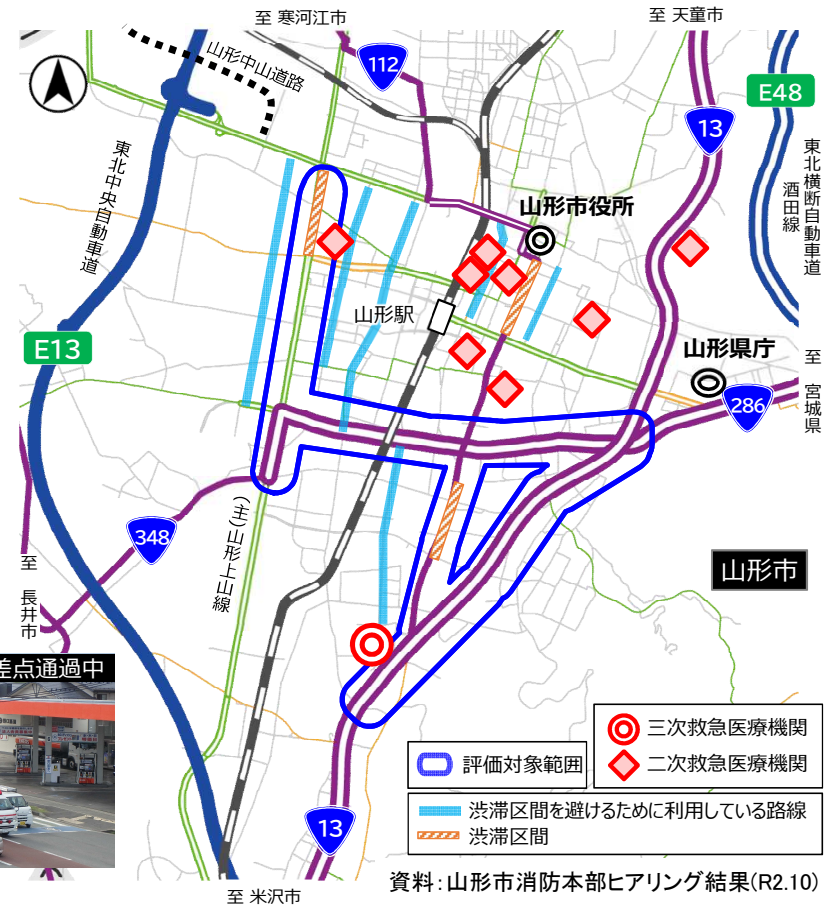 至 寒河江市
至 天童市
山形中山道路
112
E48
13
東北中央自動車道
東北横断自動車道
酒田線
山形市役所
山形駅
E13
山形県庁
至 宮城県
286
(主)山形上山線
348
至 長井市
山形市
差点通過中
三次救急医療機関
二次救急医療機関
評価対象範囲
渋滞区間を避けるために利用している路線
渋滞区間
13
資料:山形市消防本部ヒアリング結果(R2.10)
至 米沢市